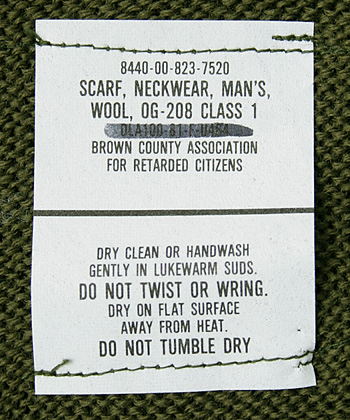 8440-00-823-7520
SCARF, NECKWEAR, MAN'S,
WOOL, OG-208 CLASS 1
BROWN COUNTY ASSOCIATION
FOR RETARDED CITIZENS
DRY CLEAN OR HANDWASH
GENTLY IN LUKEWARM SUDS.
DO NOT TWIST OR WRING.
DRY ON FLAT SURFACE
AWAY FROM HEAT.
DO NOT TUMBLE DRY